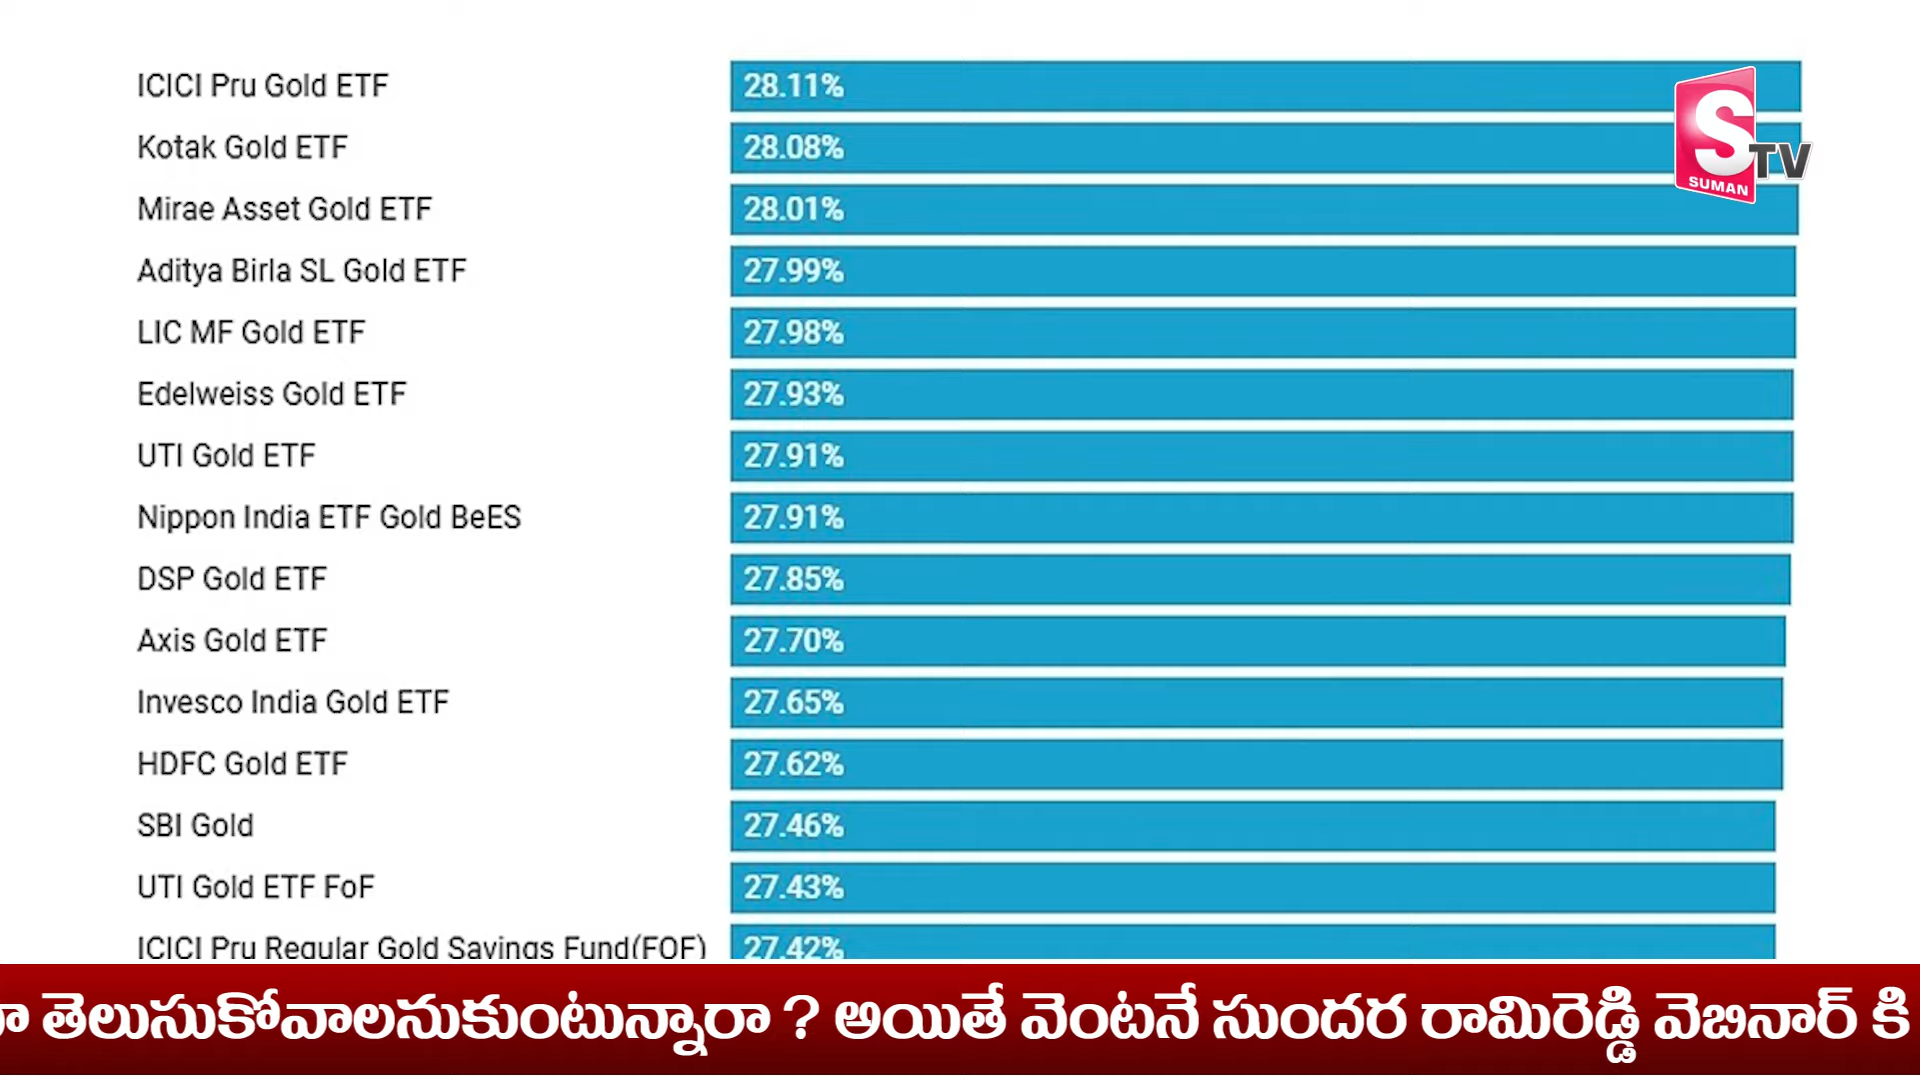 ICICI Pru Gold ETF 28.11%
Kotak Gold ETF 28.08%
Mirae Asset Gold ETF 28.01%
Aditya Birla SL Gold ETF 27.99%
LIC MF Gold ETF 27.98%
Edelweiss Gold ETF 27.93%
UTI Gold ETF 27.91%
Nippon India ETF Gold BeES 27.91%
DSP Gold ETF 27.85%
Axis Gold ETF 27.70%
Invesco India Gold ETF 27.65%
HDFC Gold ETF 27.62%
SBI Gold 27.46%
UTI Gold ETF FoF 27.43%
ICICI Pru Regular Gold Savings Fund(FOF) 27.42%
S TV
SUMAN
తెలుసుకోవాలనుకుంటున్నారా ? అయితే వెంటనే సుందర రామిరెడ్డి వెబినార్ కి